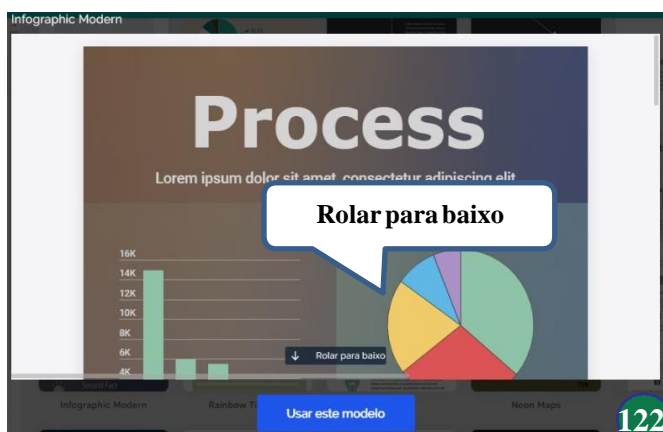 Infographic Modern
Process
Lorem ipsum dolor sit amet, consectetur adipiscing elit
Rolar para baixo
16K
14K
12K
10K
8K
6K
4K
↓ Rolar para baixo
Infographic Modern
Rainbow T
Neon Maps
Usar este modelo
122